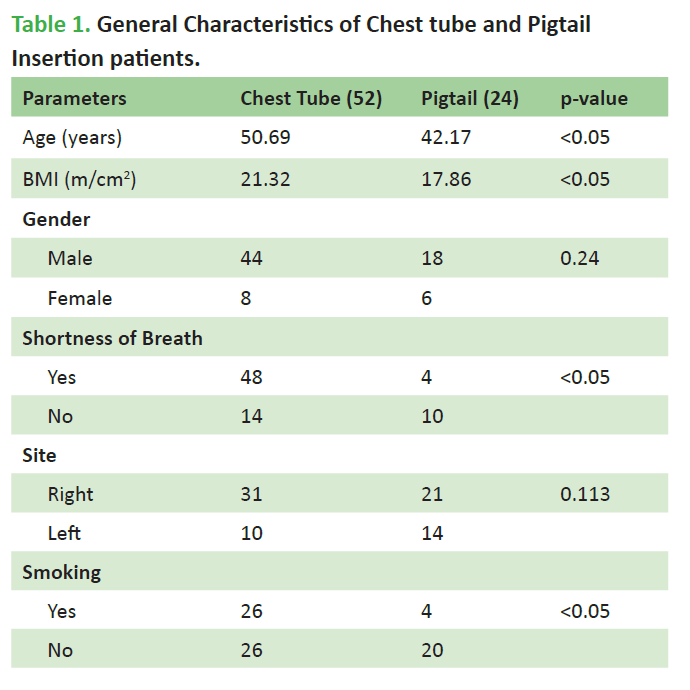 Table 1. General Characteristics of Chest tube and Pigtail
Insertion patients.
Parameters Chest Tube (52) Pigtail (24) p-value
Age (years) 50.69 42.17 <0.05
BMI (m/cm²) 21.32 17.86 <0.05
Gender
Male 44 18 0.24
Female 8 6
Shortness of Breath
Yes 48 4 <0.05
No 14 10
Site
Right 31 21 0.113
Left 10 14
Smoking
Yes 26 4 <0.05
No 26 20